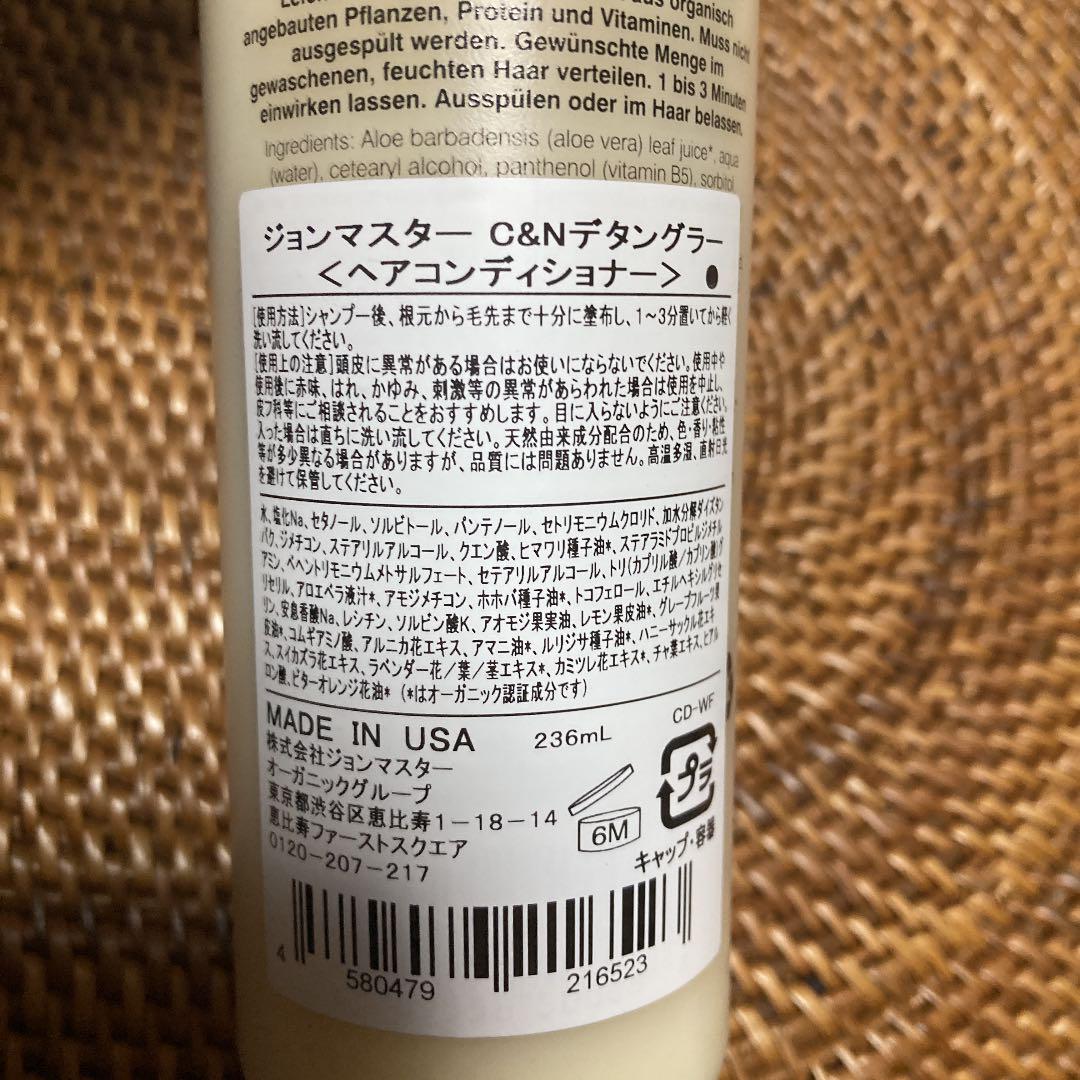 aus organisch
angebauten Pflanzen, Protein und Vitaminen. Muss nicht
ausgespült werden. Gewünschte Menge im
gewaschenen, feuchten Haar verteilen. 1 bis 3 Minuten
einwirken lassen. Ausspülen oder im Haar belassen.
Ingredients: Aloe barbadensis (aloe vera) leaf juice*, aqua
(water), cetearyl alcohol, panthenol (vitamin B5), sorbitol
ジョンマスター C&Nデタングラー
＜ヘアコンディショナー＞ ●
[使用方法]シャンプー後、根元から毛先まで十分に塗布し、1～3分置いてから軽く
洗い流してください。
[使用上の注意]頭皮に異常がある場合はお使いにならないでください。使用中や
使用後に赤味、はれ、かゆみ、刺激等の異常があらわれた場合は使用を中止し、
皮フ科等にご相談されることをおすすめします。目に入らないようにご注意ください。
入った場合は直ちに洗い流してください。天然由来成分配合のため、色・香り・粘性
等が多少異なる場合がありますが、品質には問題ありません。高温多湿、直射日光
を避けて保管してください。
水、塩化Na、セタノール、ソルビトール、パンテノール、セトリモニウムクロリド、加水分解ダイズタン
パク、ジメチコン、ステアリルアルコール、クエン酸、ヒマワリ種子油*、ステアラミドプロピルジメチル
アミン、ベヘントリモニウムメトサルフェート、セテアリルアルコール、トリ(カプリル酸/カプリン酸)グ
リセリル、アロエベラ液汁*、アモジメチコン、ホホバ種子油*、トコフェロール、エチルヘキシルグリセ
リン、安息香酸Na、レシチン、ソルビン酸K、アオモジ果実油、レモン果皮油*、グレープフルーツ果
皮油*、コムギアミノ酸、アルニカ花エキス、アマニ油*、ルリジサ種子油*、ハニーサックル花エキ
ス、スイカズラ花エキス、ラベンダー花／葉／茎エキス*、カミツレ花エキス*、チャ葉エキス、ヒアル
ロン酸、ビターオレンジ花油* (*はオーガニック認証成分です)
MADE IN USA 236mL CD-WF
株式会社ジョンマスター
オーガニックグループ
東京都渋谷区恵比寿1-18-14
恵比寿ファーストスクエア
0120-207-217
6M
プラ
キャップ・容器
4 580479 216523